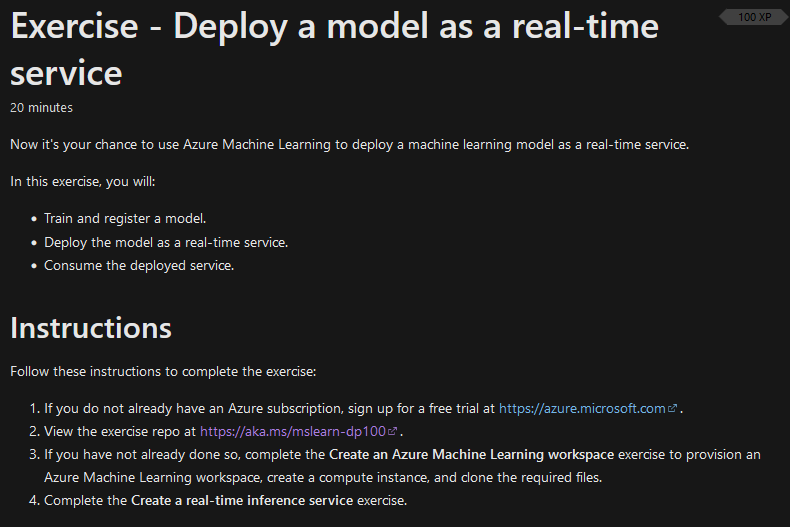 Exercise - Deploy a model as a real-time
service
100 XP
20 minutes
Now it's your chance to use Azure Machine Learning to deploy a machine learning model as a real-time service.
In this exercise, you will:
• Train and register a model.
• Deploy the model as a real-time service.
• Consume the deployed service.
Instructions
Follow these instructions to complete the exercise:
1. If you do not already have an Azure subscription, sign up for a free trial at https://azure.microsoft.com .
2. View the exercise repo at https://aka.ms/mslearn-dp100 .
3. If you have not already done so, complete the Create an Azure Machine Learning workspace exercise to provision an
Azure Machine Learning workspace, create a compute instance, and clone the required files.
4. Complete the Create a real-time inference service exercise.